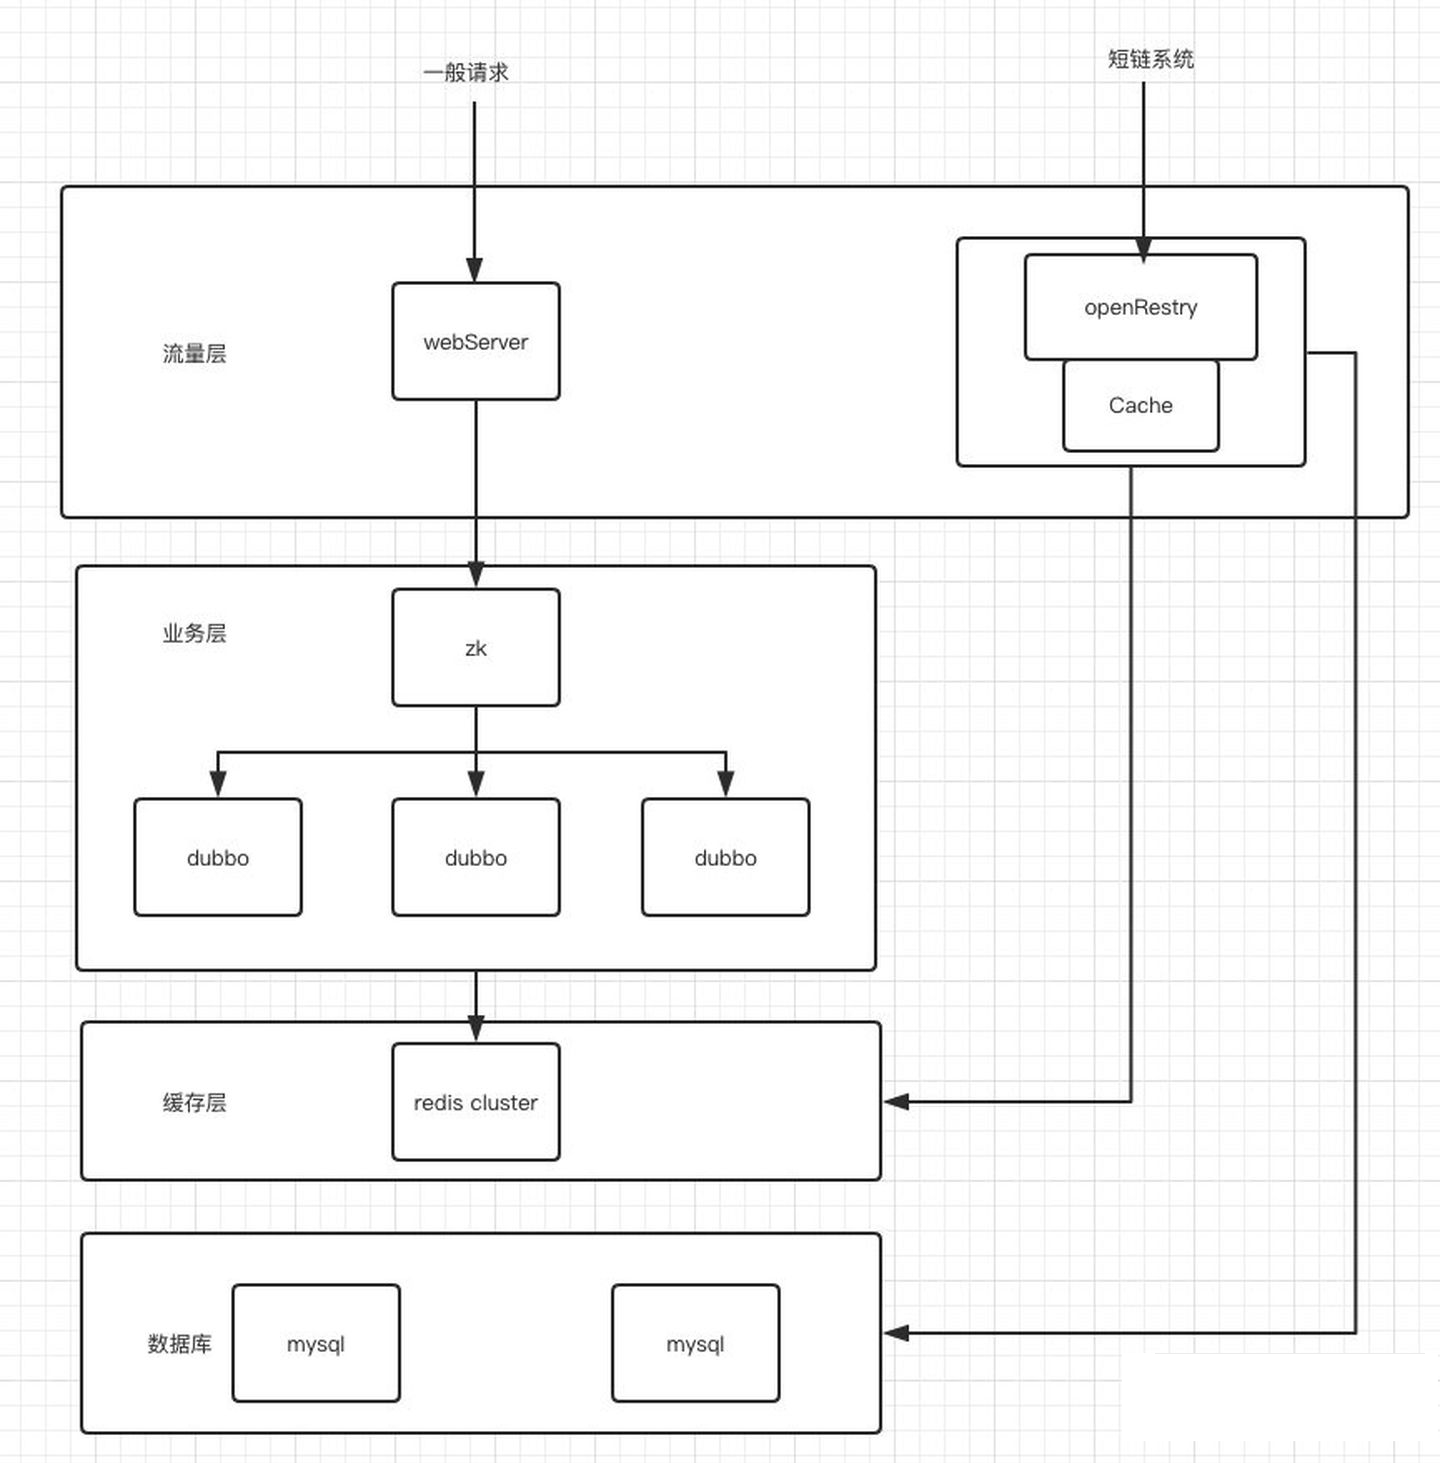 一般请求
短链系统
流量层
webServer
openRestry
Cache
业务层
zk
dubbo
dubbo
dubbo
缓存层
redis cluster
数据库
mysql
mysql